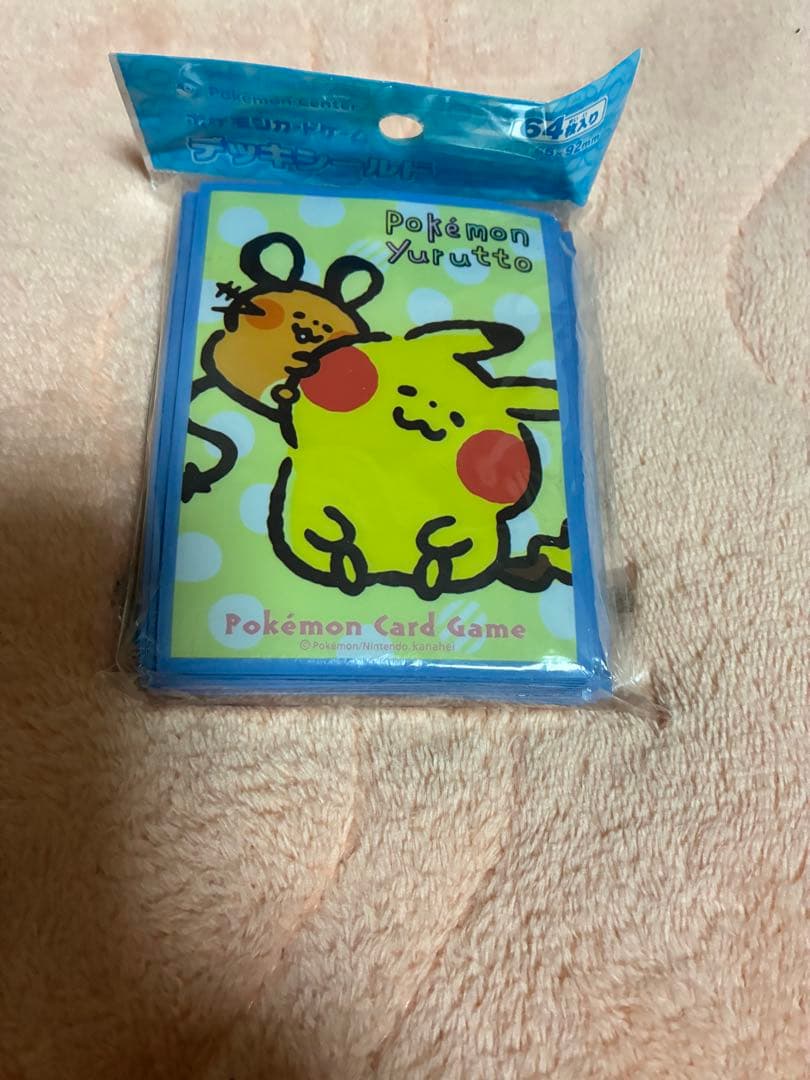 Pokémon Center
ポケモンカードゲーム
デッキシールド
64枚入り
92mm
Pokémon
Yurutto
Pokémon Card Game
© Pokémon/Nintendo, kanahei